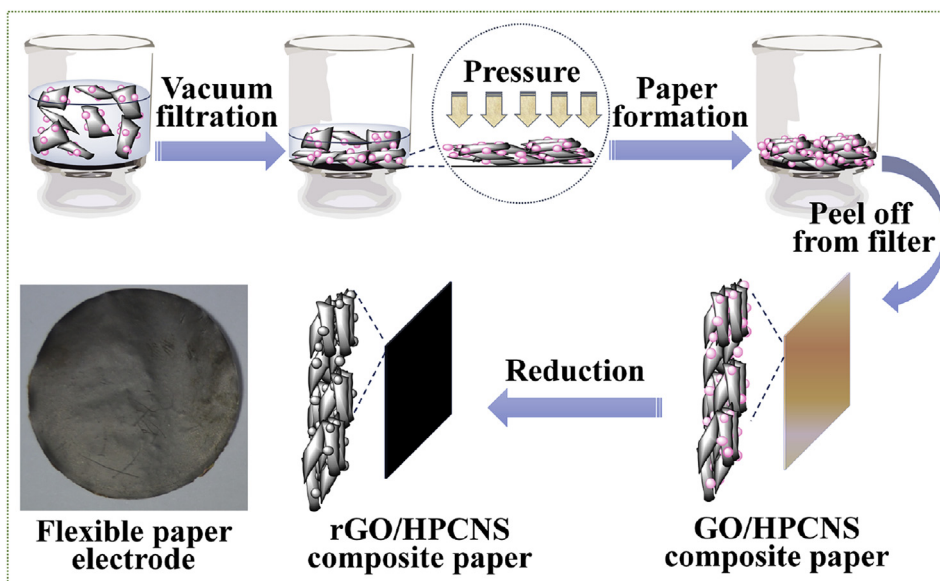 Vacuum
filtration
Pressure
Paper
formation
Peel off
from filter
Reduction
Flexible paper
electrode
rGO/HPCNS
composite paper
GO/HPCNS
composite paper